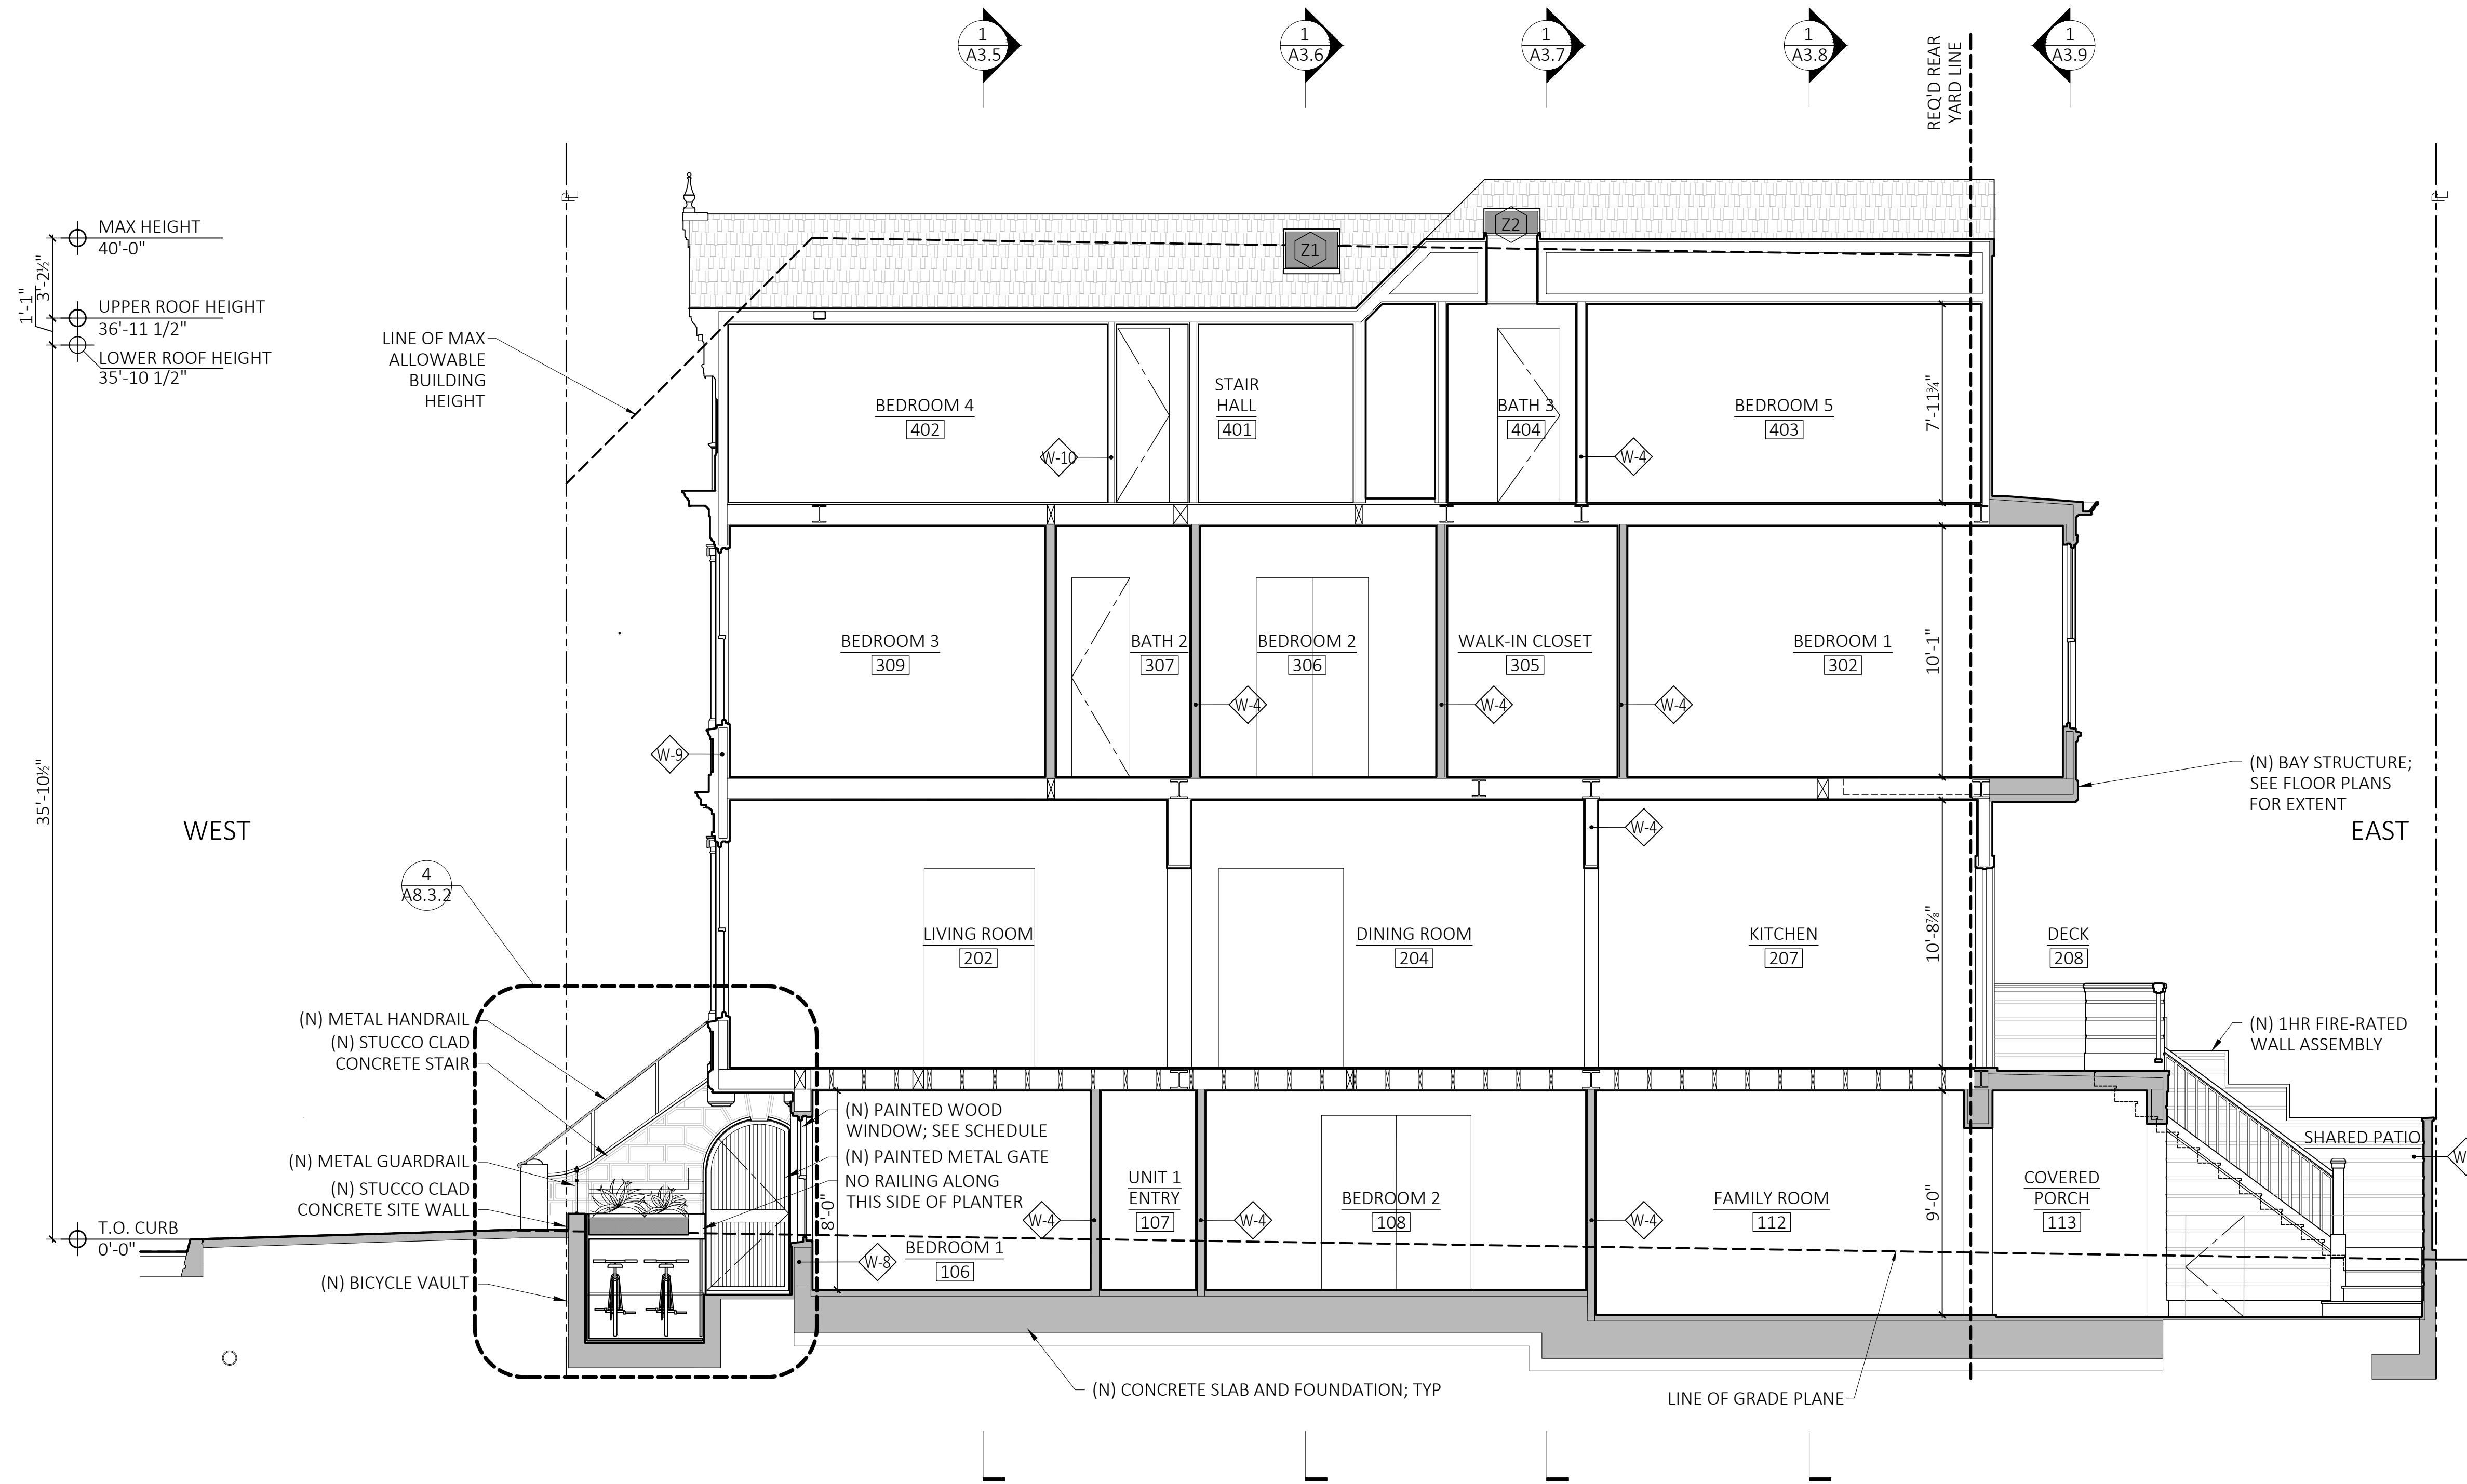 1
A3.5
1
A3.6
1
A3.7
1
A3.8
1
A3.9
REQ'D REAR
YARD LINE
MAX HEIGHT
40'-0"
3'-2½"
1'-1"
UPPER ROOF HEIGHT
36'-11 1/2"
LOWER ROOF HEIGHT
35'-10 1/2"
LINE OF MAX
ALLOWABLE
BUILDING
HEIGHT
Z1
Z2
BEDROOM 4
402
STAIR
HALL
401
BATH 3
404
BEDROOM 5
403
7'-11¾"
W-10
W-4
BEDROOM 3
309
BATH 2
307
BEDROOM 2
306
WALK-IN CLOSET
305
BEDROOM 1
302
10'-1"
W-4
W-4
W-4
W-9
35'-10½"
(N) BAY STRUCTURE;
SEE FLOOR PLANS
FOR EXTENT
WEST
EAST
W-4
4
A8.3.2
LIVING ROOM
202
DINING ROOM
204
KITCHEN
207
10'-8⅞"
DECK
208
(N) METAL HANDRAIL
(N) STUCCO CLAD
CONCRETE STAIR
(N) METAL GUARDRAIL
(N) STUCCO CLAD
CONCRETE SITE WALL
(N) BICYCLE VAULT
T.O. CURB
0'-0"
(N) 1HR FIRE-RATED
WALL ASSEMBLY
(N) PAINTED WOOD
WINDOW; SEE SCHEDULE
(N) PAINTED METAL GATE
NO RAILING ALONG
THIS SIDE OF PLANTER
8'-0"
BEDROOM 1
106
W-8
W-4
UNIT 1
ENTRY
107
W-4
BEDROOM 2
108
W-4
FAMILY ROOM
112
9'-0"
COVERED
PORCH
113
SHARED PATIO
W
(N) CONCRETE SLAB AND FOUNDATION; TYP
LINE OF GRADE PLANE